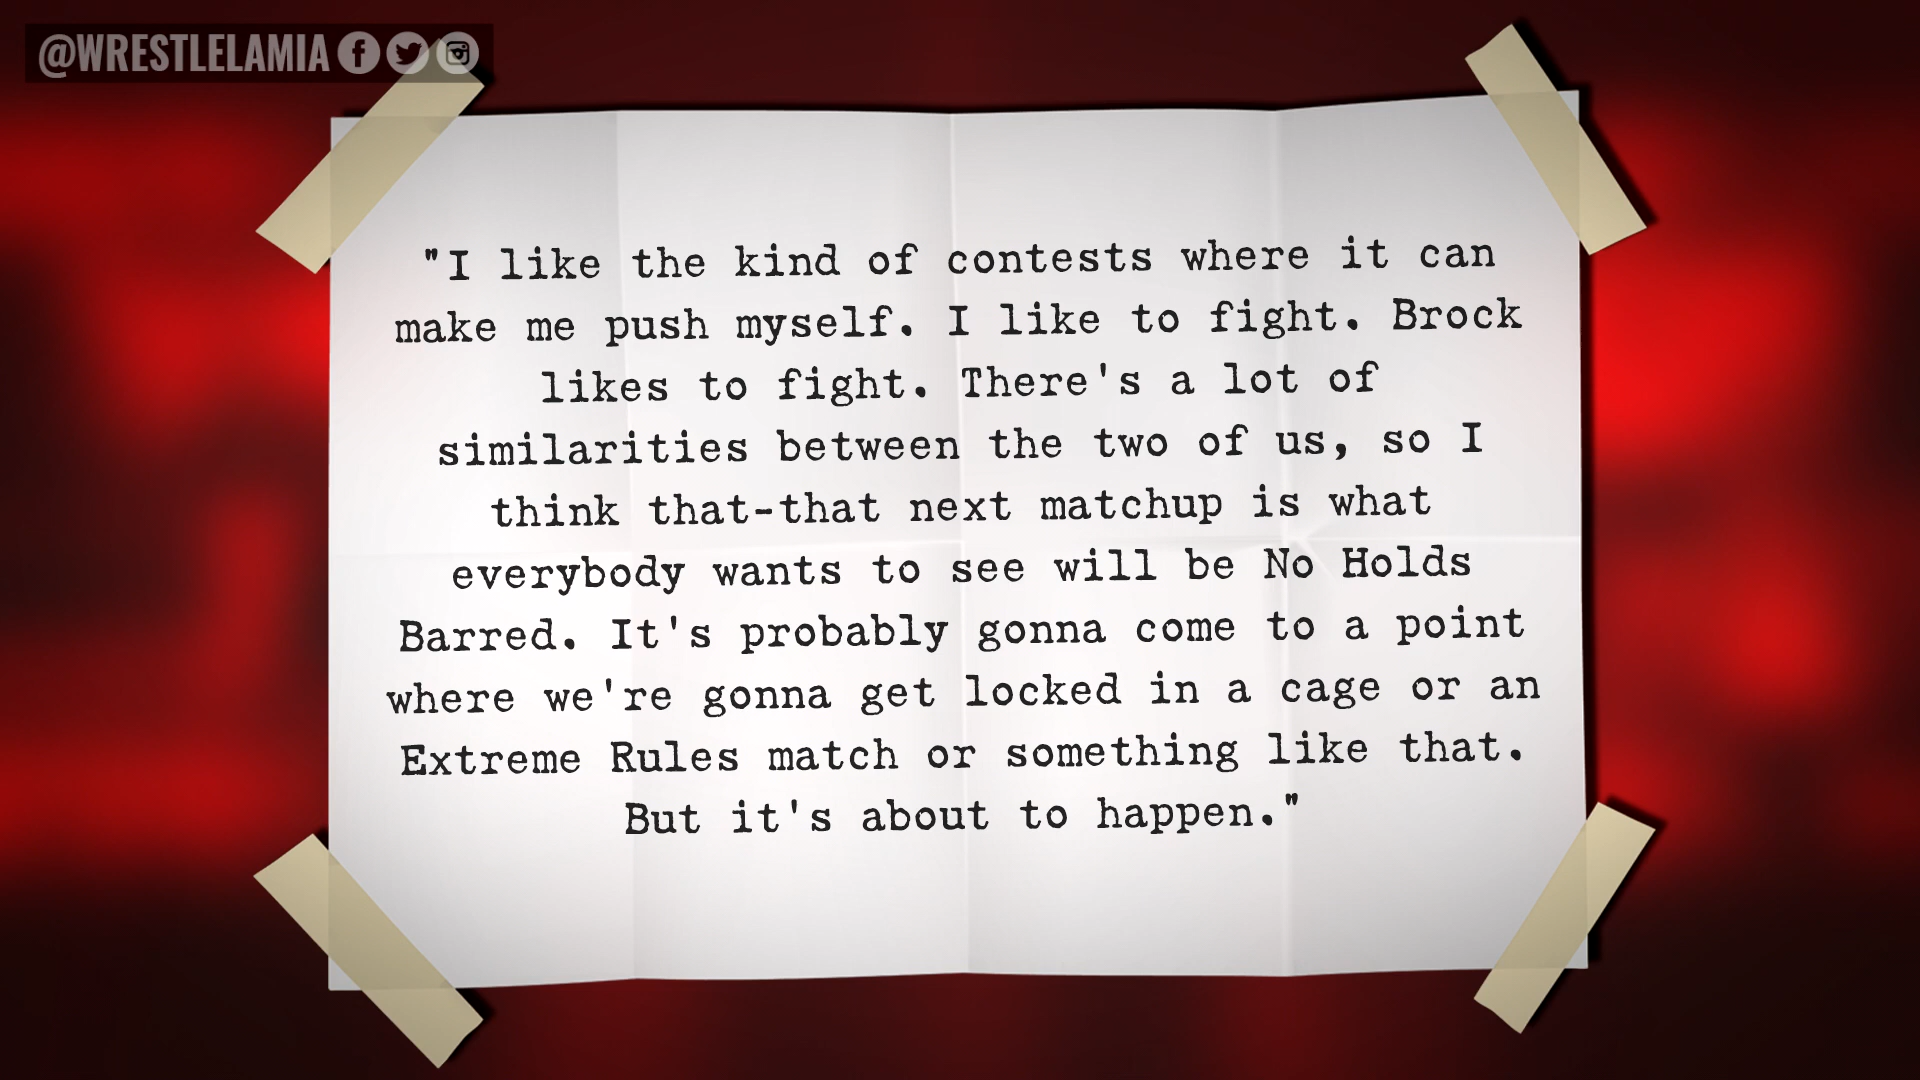 @WRESTLELAMIA
"I like the kind of contests where it can
make me push myself. I like to fight. Brock
likes to fight. There's a lot of
similarities between the two of us, so I
think that-that next matchup is what
everybody wants to see will be No Holds
Barred. It's probably gonna come to a point
where we're gonna get locked in a cage or an
Extreme Rules match or something like that.
But it's about to happen."